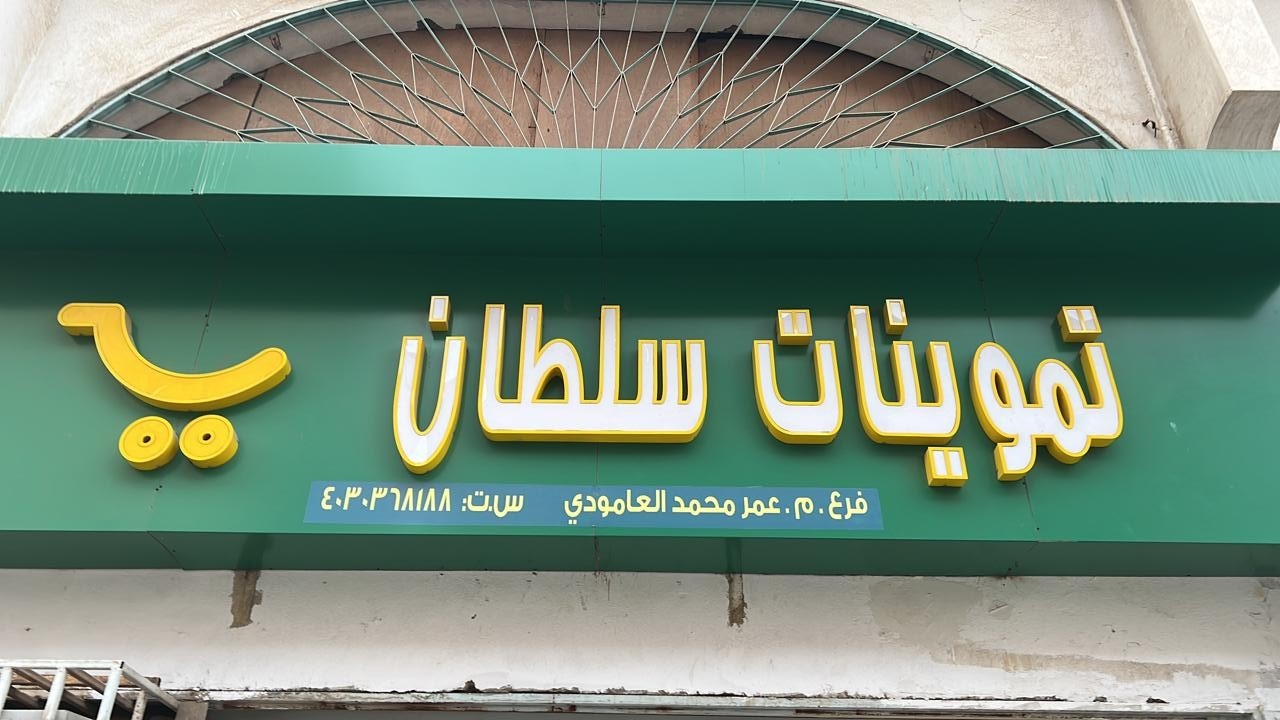 تموينات سلطان
فرع . م . عمر محمد العامودي س.ت: ٤٠٣٠٣٦٨١٨٨